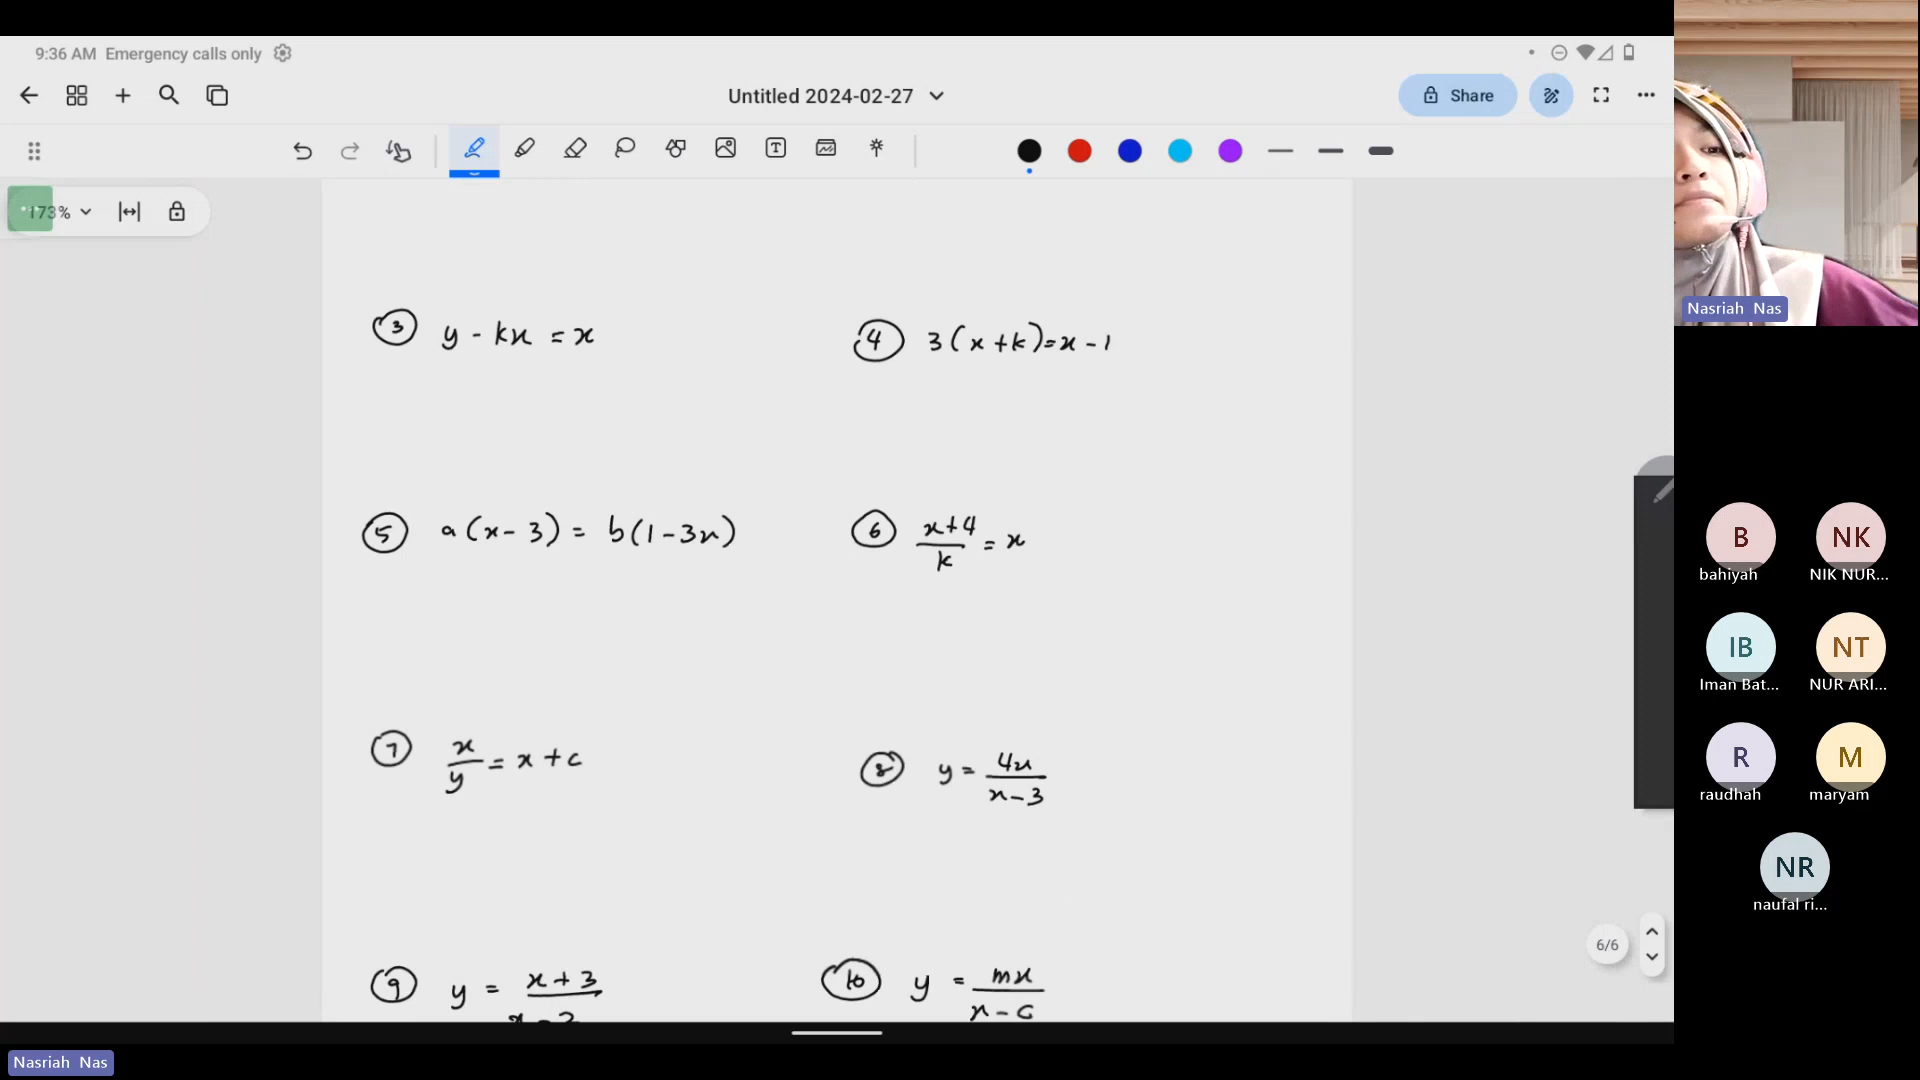 9:36 AM Emergency calls only
Untitled 2024-02-27
Share
173%
③ y - kx = x
④ 3(x + k) = x - 1
⑤ a(x - 3) = b(1 - 3x)
⑥ x+4/k = x
⑦ x/y = x + c
⑧ y = 4x/x-3
⑨ y = x+3/
⑩ y = mx/x-c
6/6
Nasriah Nas
B
bahiyah
NK
NIK NUR...
IB
Iman Bat...
NT
NUR ARI...
R
raudhah
M
maryam
NR
naufal ri...
Nasriah Nas